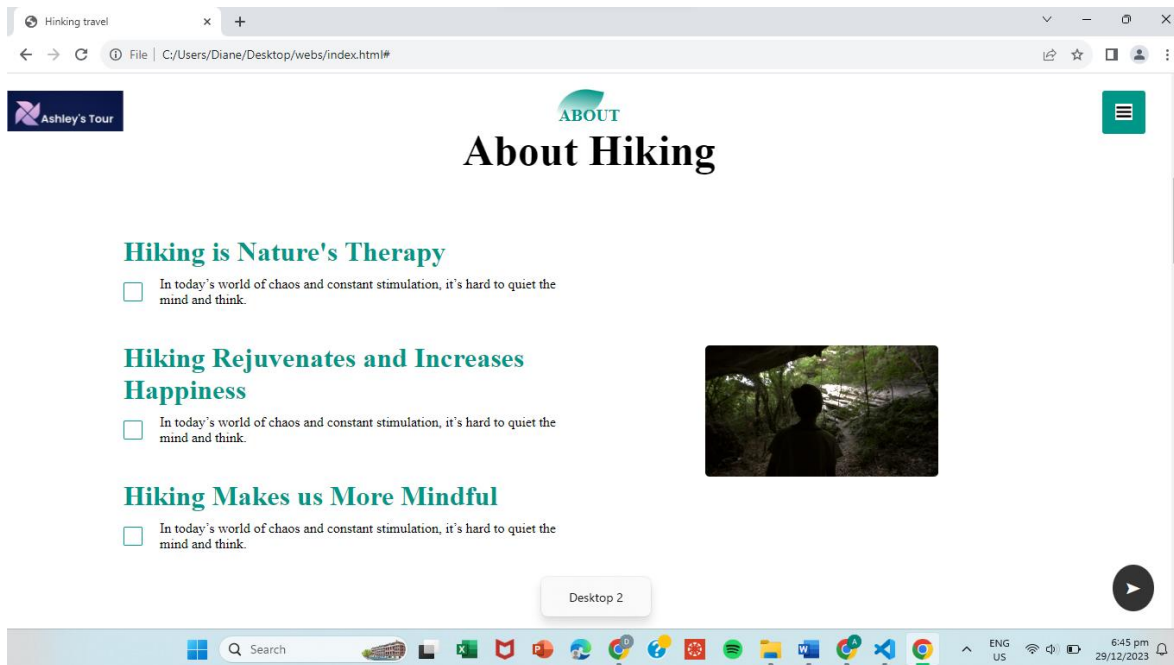 Hinking travel
File | C:/Users/Diane/Desktop/webs/index.html#
Ashley's Tour
ABOUT
About Hiking
Hiking is Nature's Therapy
In today’s world of chaos and constant stimulation, it’s hard to quiet the
mind and think.
Hiking Rejuvenates and Increases
Happiness
In today’s world of chaos and constant stimulation, it’s hard to quiet the
mind and think.
Hiking Makes us More Mindful
In today’s world of chaos and constant stimulation, it’s hard to quiet the
mind and think.
Desktop 2
Search
ENG
US
6:45 pm
29/12/2023